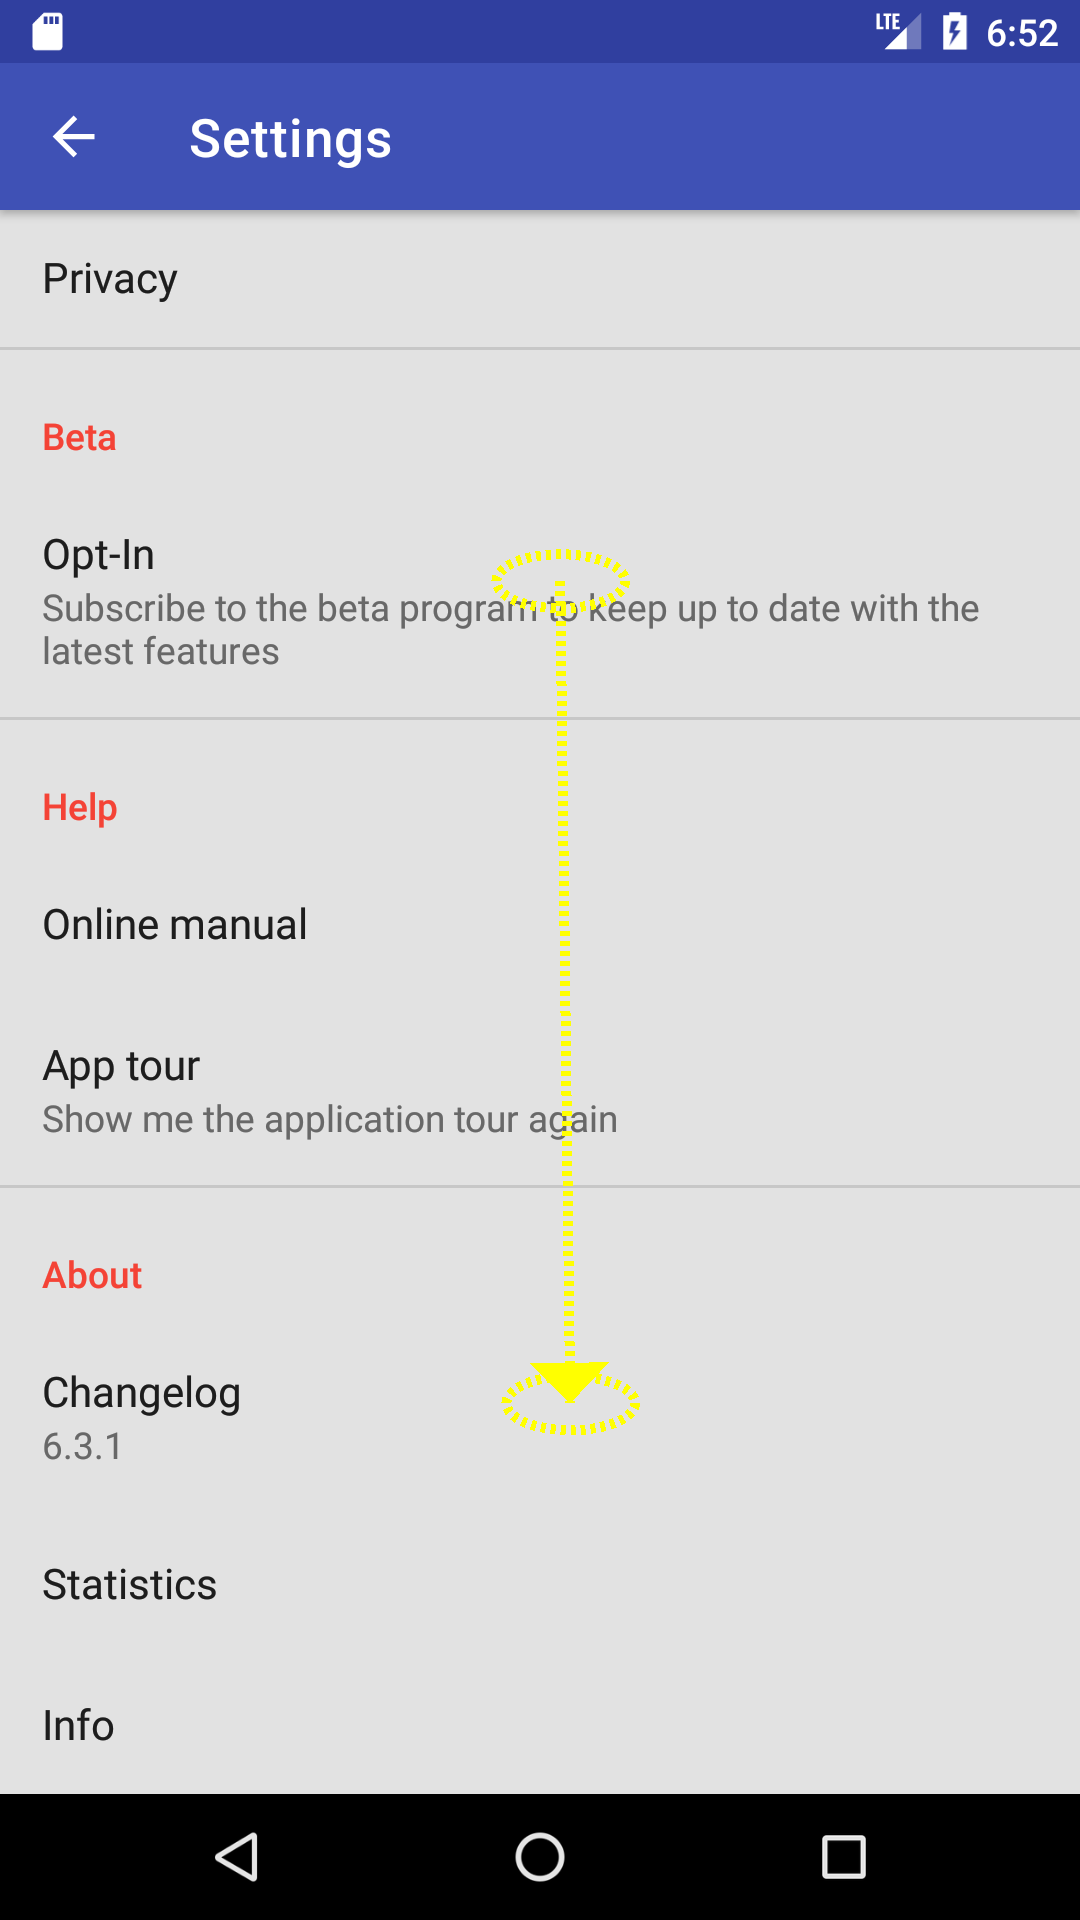 LTE 6:52
Settings
Privacy
Beta
Opt-In
Subscribe to the beta program to keep up to date with the
latest features
Help
Online manual
App tour
Show me the application tour again
About
Changelog
6.3.1
Statistics
Info